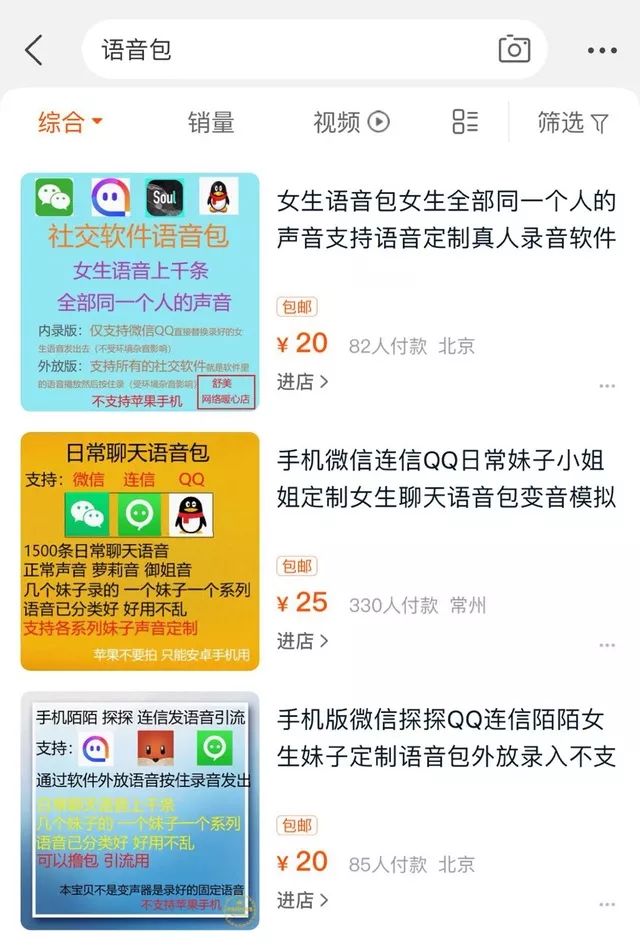 语音包
综合
销量
视频
筛选
Soul
社交软件语音包
女生语音上千条
全部同一个人的声音
内录版：仅支持微信QQ直接替换录好的女
生语音发出去（不受环境杂音影响）
外放版：支持所有的社交软件就是软件里
的语音播放然后按住录（受环境杂音影响）
不支持苹果手机
舒美
网络暖心店
女生语音包女生全部同一个人的
声音支持语音定制真人录音软件
包邮
¥ 20 82人付款 北京
进店
日常聊天语音包
支持：微信 连信 QQ
1500条日常聊天语音
正常声音 萝莉音 御姐音
几个妹子录的 一个妹子一个系列
语音已分类好 好用不乱
支持各系列妹子声音定制
苹果不要拍 只能安卓手机用
手机微信连信QQ日常妹子小姐
姐定制女生聊天语音包变音模拟
包邮
¥ 25 330人付款 常州
进店
手机陌陌 探探 连信发语音引流
支持：
通过软件外放语音按住录音发出
日常聊天语音上千条
几个妹子的 一个妹子一个系列
语音已分类好 好用不乱
可以撸包 引流用
本宝贝不是变声器是录好的固定语音
不支持苹果手机
手机版微信探探QQ连信陌陌女
生妹子定制语音包外放录入不支
包邮
¥ 20 85人付款 北京
进店